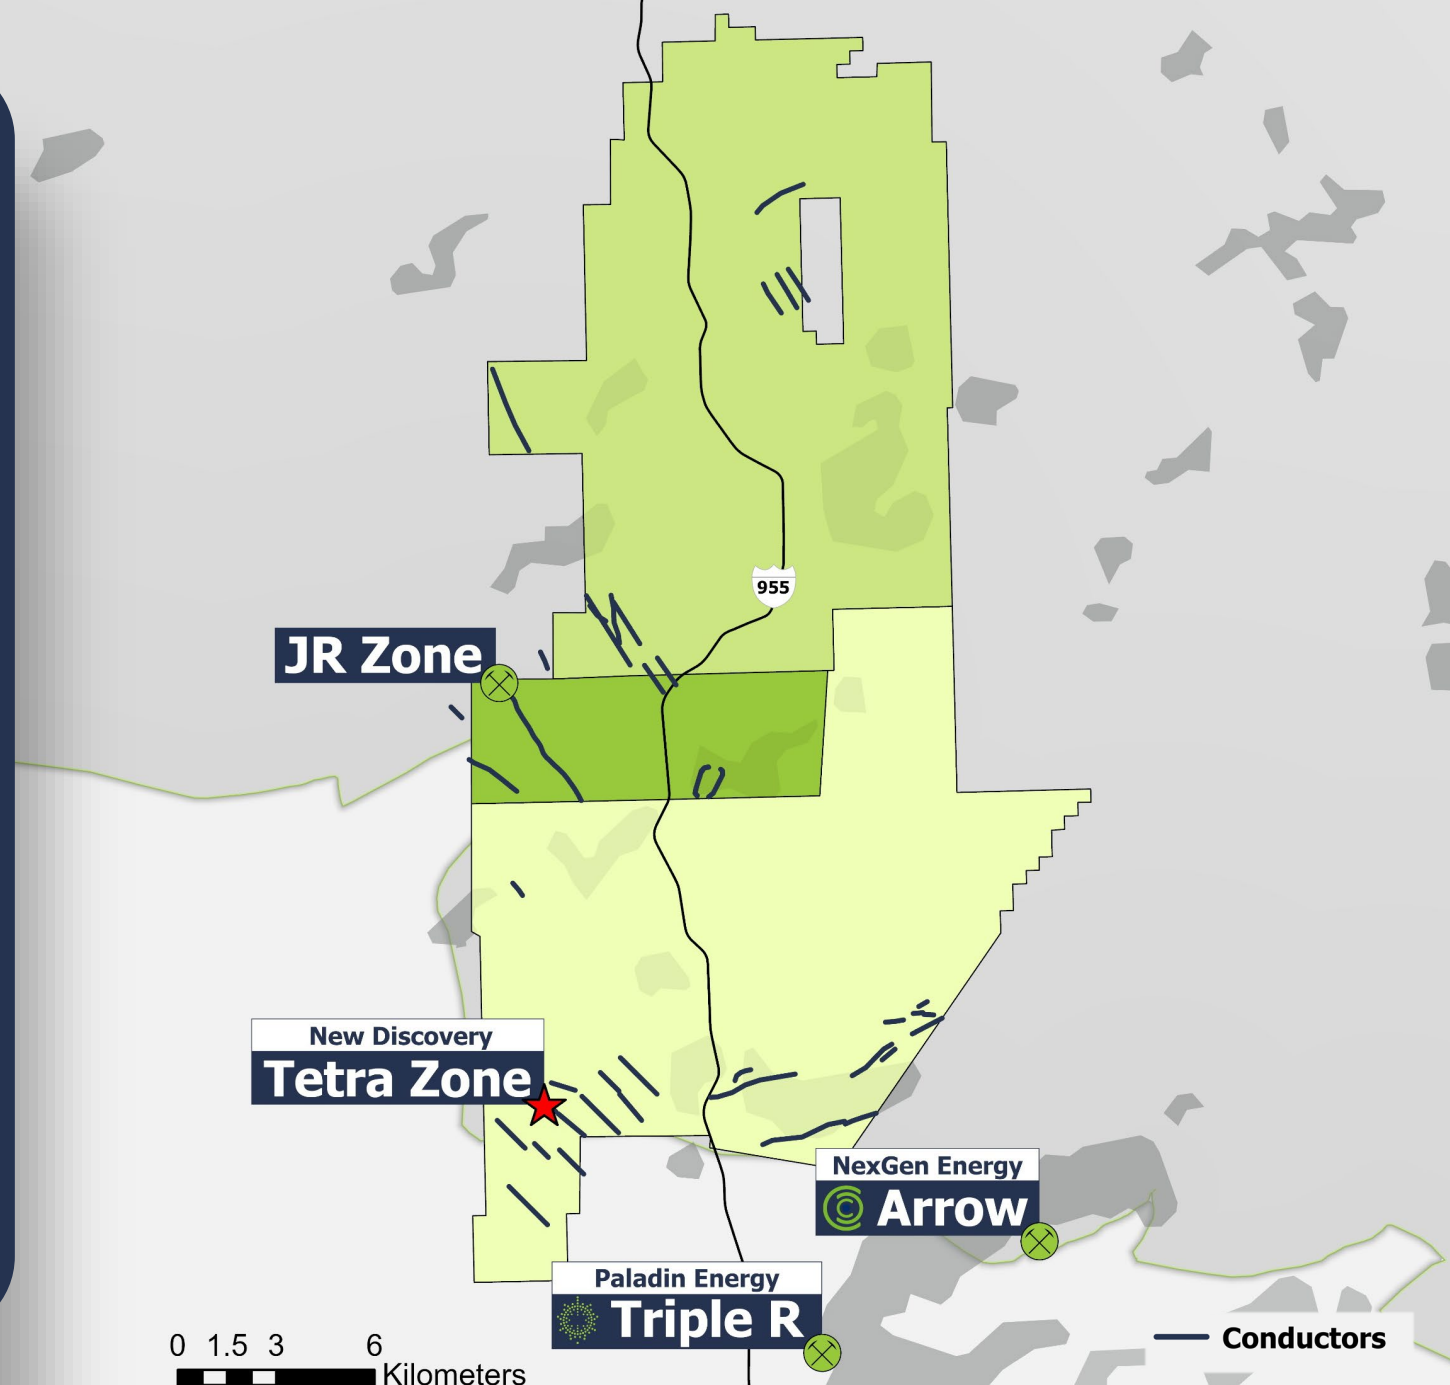 955
JR Zone
New Discovery
Tetra Zone
NexGen Energy
Arrow
Paladin Energy
Triple R
0 1.5 3 6
Kilometers
Conductors